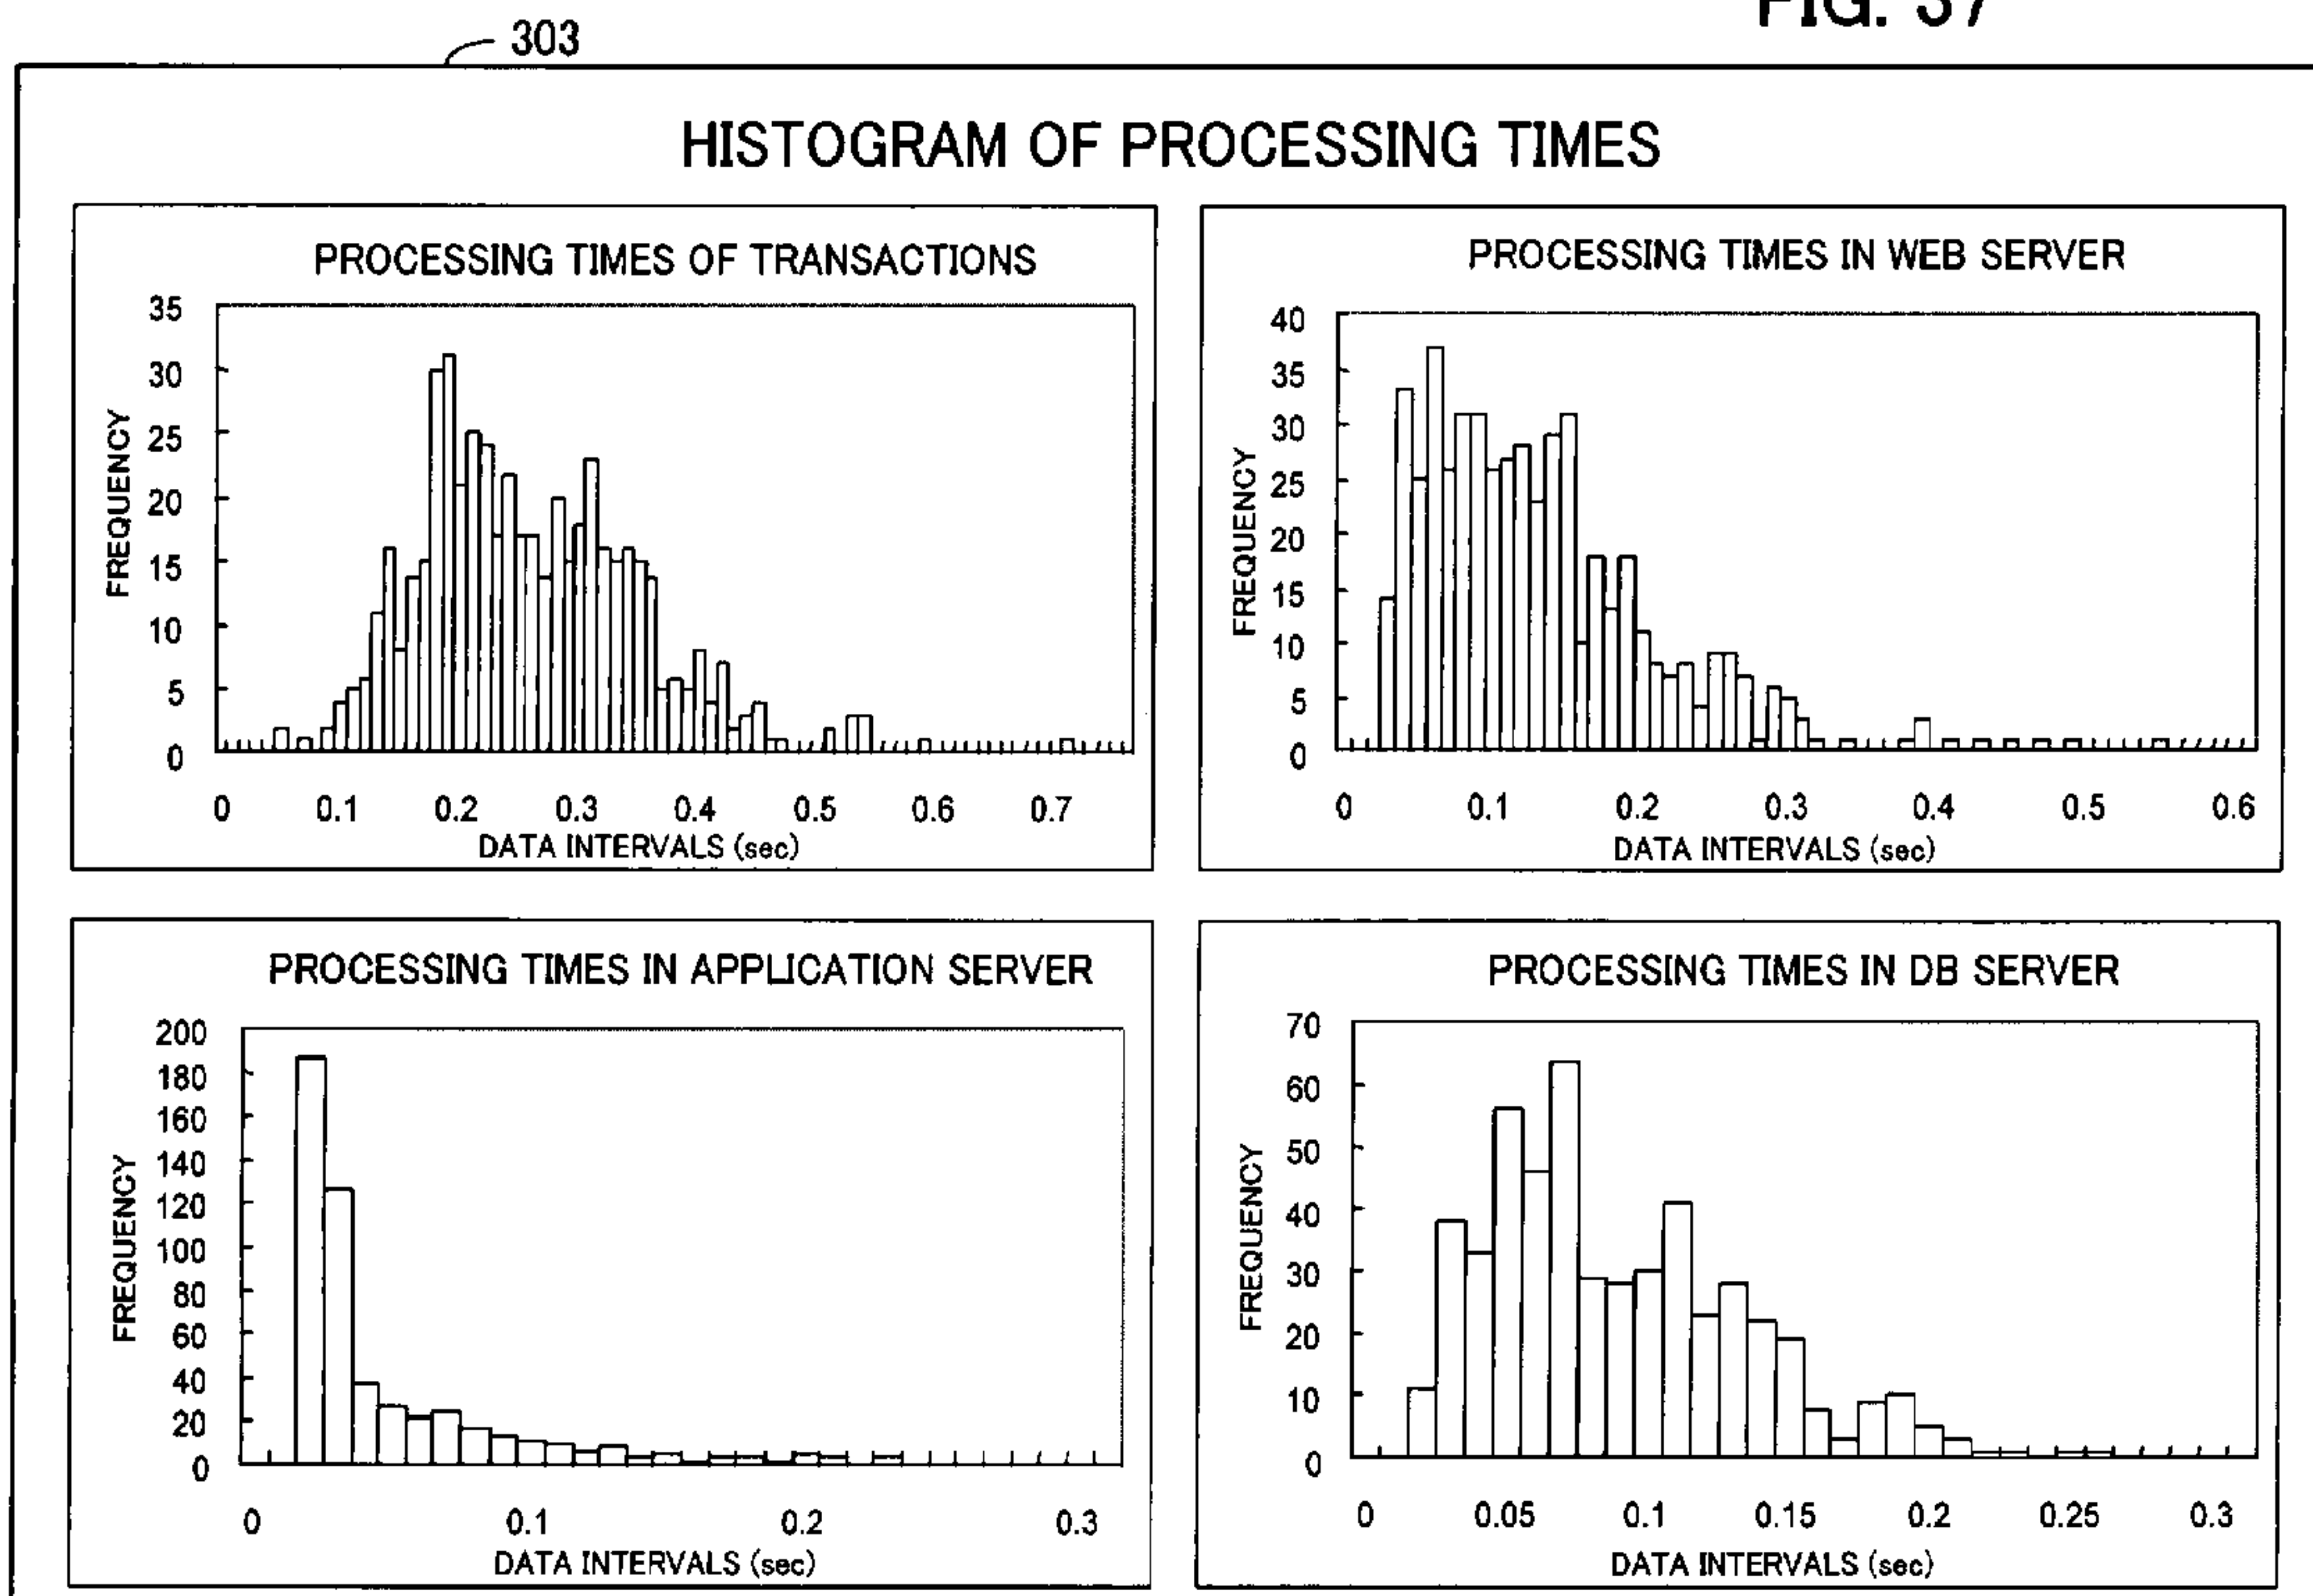 FIG. 37
303
HISTOGRAM OF PROCESSING TIMES
PROCESSING TIMES OF TRANSACTIONS
FREQUENCY
35
30
25
20
15
10
5
0
0 0.1 0.2 0.3 0.4 0.5 0.6 0.7
DATA INTERVALS (sec)
PROCESSING TIMES IN WEB SERVER
FREQUENCY
40
35
30
25
20
15
10
5
0
0 0.1 0.2 0.3 0.4 0.5 0.6
DATA INTERVALS (sec)
PROCESSING TIMES IN APPLICATION SERVER
FREQUENCY
200
180
160
140
120
100
80
60
40
20
0
0 0.1 0.2 0.3
DATA INTERVALS (sec)
PROCESSING TIMES IN DB SERVER
FREQUENCY
70
60
50
40
30
20
10
0
0 0.05 0.1 0.15 0.2 0.25 0.3
DATA INTERVALS (sec)